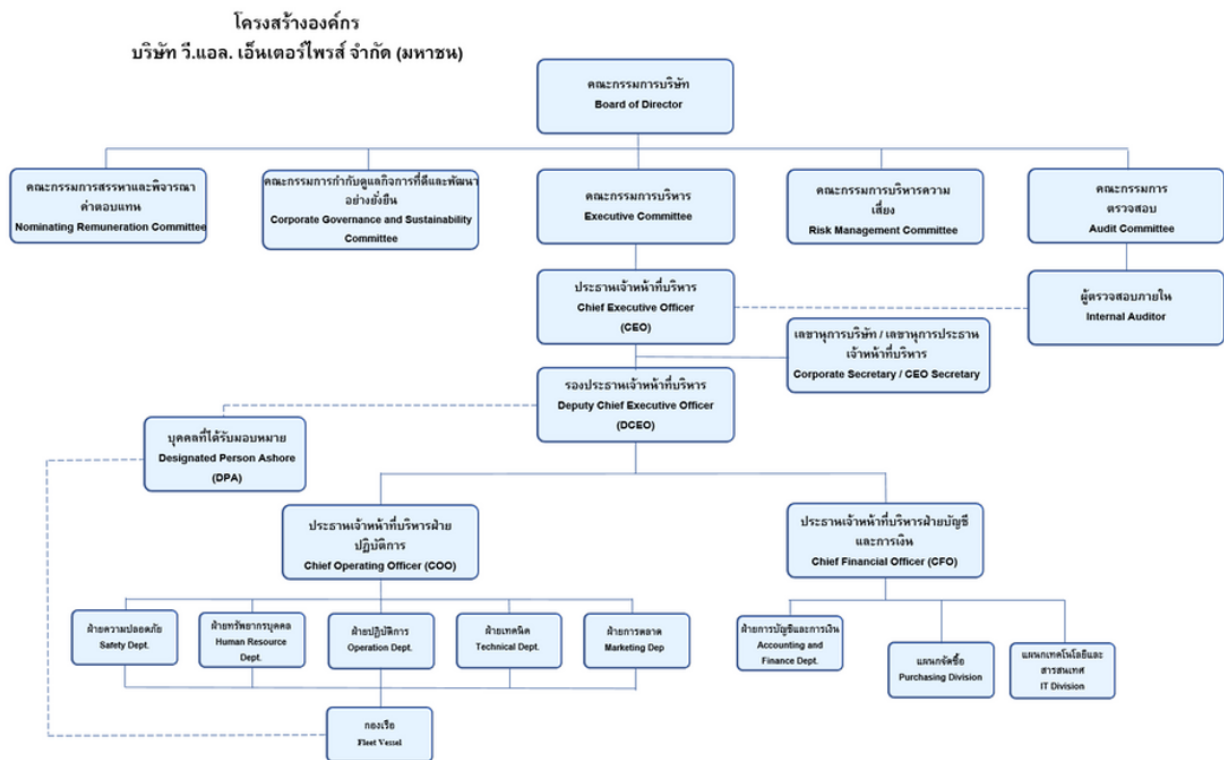 โครงสร้างองค์กร
บริษัท วี.แอล. เอ็นเตอร์ไพรส์ จำกัด (มหาชน)
คณะกรรมการบริษัท
Board of Director
คณะกรรมการสรรหาและพิจารณา
ค่าตอบแทน
Nominating Remuneration Committee
คณะกรรมการกำกับดูแลกิจการที่ดีและพัฒนา
อย่างยั่งยืน
Corporate Governance and Sustainability
Committee
คณะกรรมการบริหาร
Executive Committee
คณะกรรมการบริหารความ
เสี่ยง
Risk Management Committee
คณะกรรมการ
ตรวจสอบ
Audit Committee
ประธานเจ้าหน้าที่บริหาร
Chief Executive Officer
(CEO)
ผู้ตรวจสอบภายใน
Internal Auditor
เลขานุการบริษัท / เลขานุการประธาน
เจ้าหน้าที่บริหาร
Corporate Secretary / CEO Secretary
รองประธานเจ้าหน้าที่บริหาร
Deputy Chief Executive Officer
(DCEO)
บุคคลที่ได้รับมอบหมาย
Designated Person Ashore
(DPA)
ประธานเจ้าหน้าที่บริหารฝ่าย
ปฏิบัติการ
Chief Operating Officer (COO)
ประธานเจ้าหน้าที่บริหารฝ่ายบัญชี
และการเงิน
Chief Financial Officer (CFO)
ฝ่ายความปลอดภัย
Safety Dept.
ฝ่ายทรัพยากรบุคคล
Human Resource
Dept.
ฝ่ายปฏิบัติการ
Operation Dept.
ฝ่ายเทคนิค
Technical Dept.
ฝ่ายการตลาด
Marketing Dep
ฝ่ายการบัญชีและการเงิน
Accounting and
Finance Dept.
แผนกจัดซื้อ
Purchasing Division
แผนกเทคโนโลยีและ
สารสนเทศ
IT Division
กองเรือ
Fleet Vessel